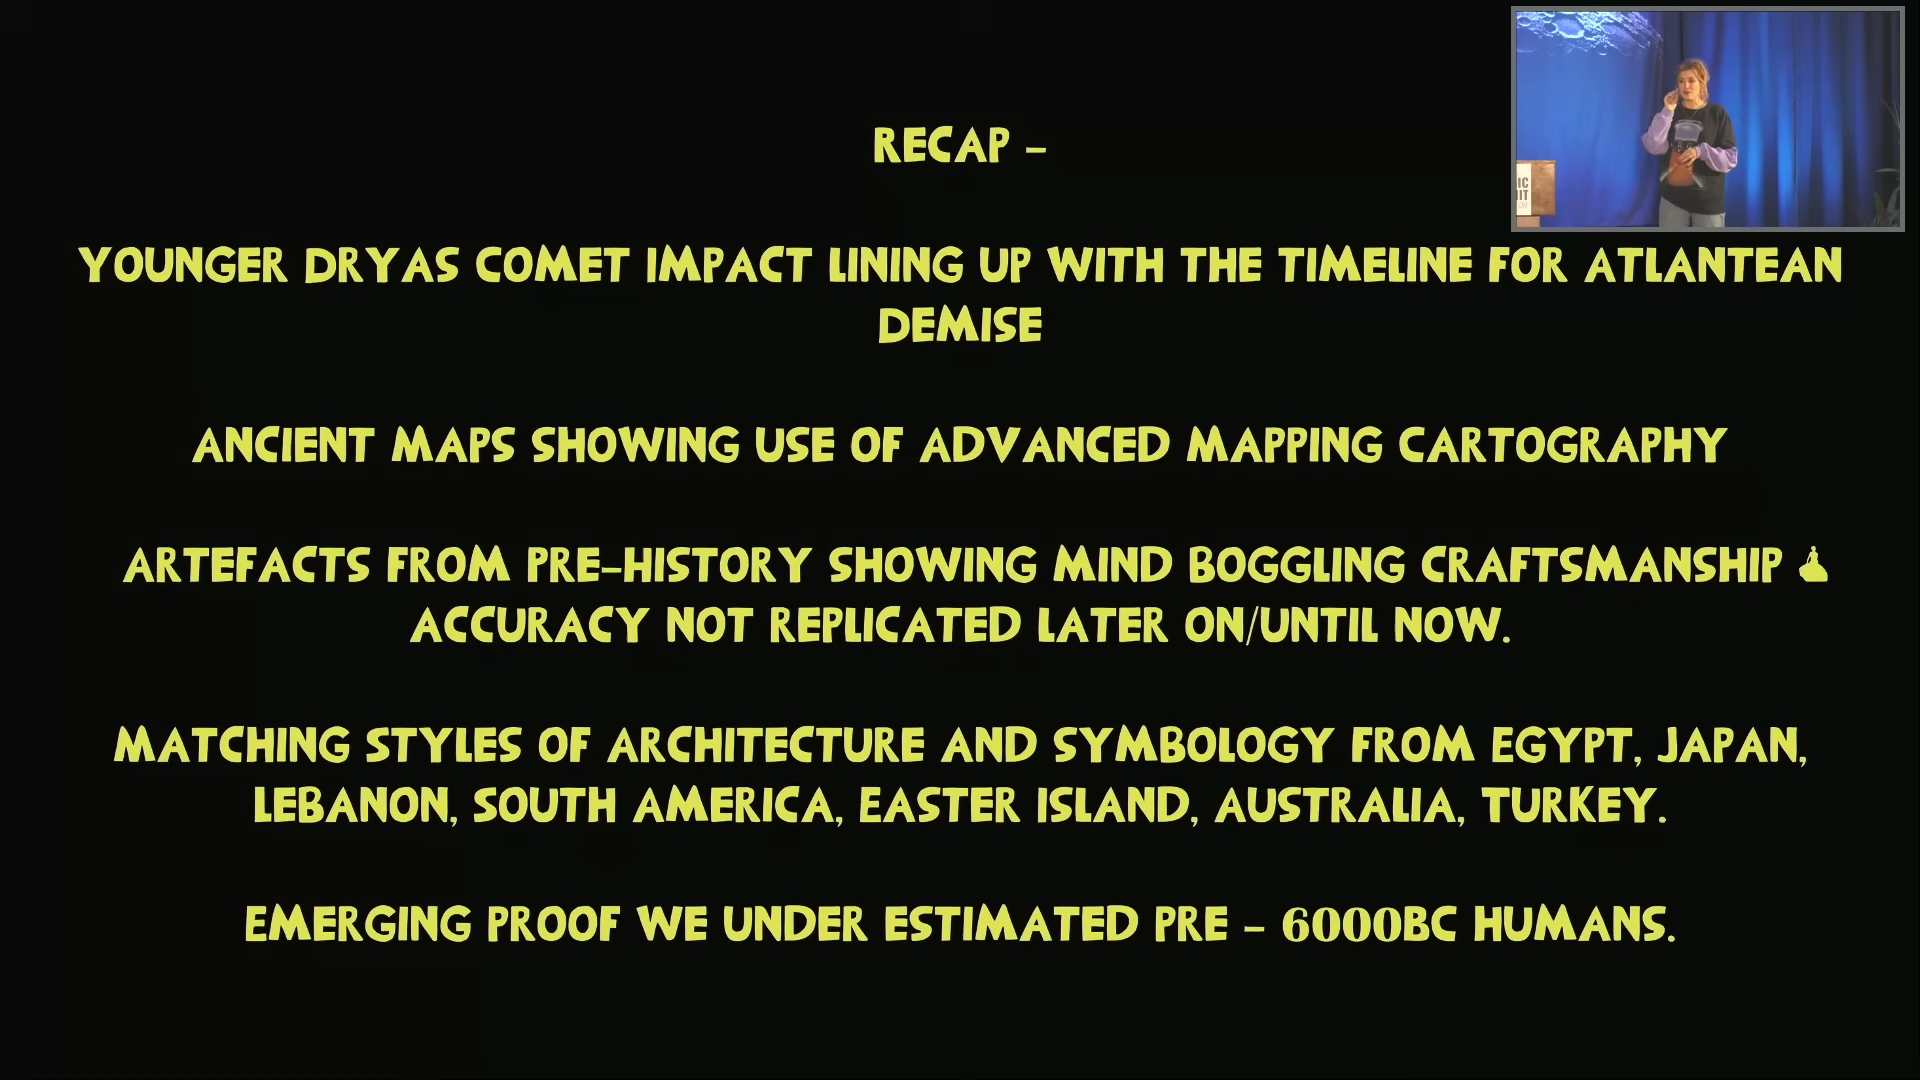 RECAP –
YOUNGER DRYAS COMET IMPACT LINING UP WITH THE TIMELINE FOR ATLANTEAN
DEMISE
ANCIENT MAPS SHOWING USE OF ADVANCED MAPPING CARTOGRAPHY
ARTEFACTS FROM PRE-HISTORY SHOWING MIND BOGGLING CRAFTSMANSHIP
ACCURACY NOT REPLICATED LATER ON/UNTIL NOW.
MATCHING STYLES OF ARCHITECTURE AND SYMBOLOGY FROM EGYPT, JAPAN,
LEBANON, SOUTH AMERICA, EASTER ISLAND, AUSTRALIA, TURKEY.
EMERGING PROOF WE UNDER ESTIMATED PRE – 6000BC HUMANS.